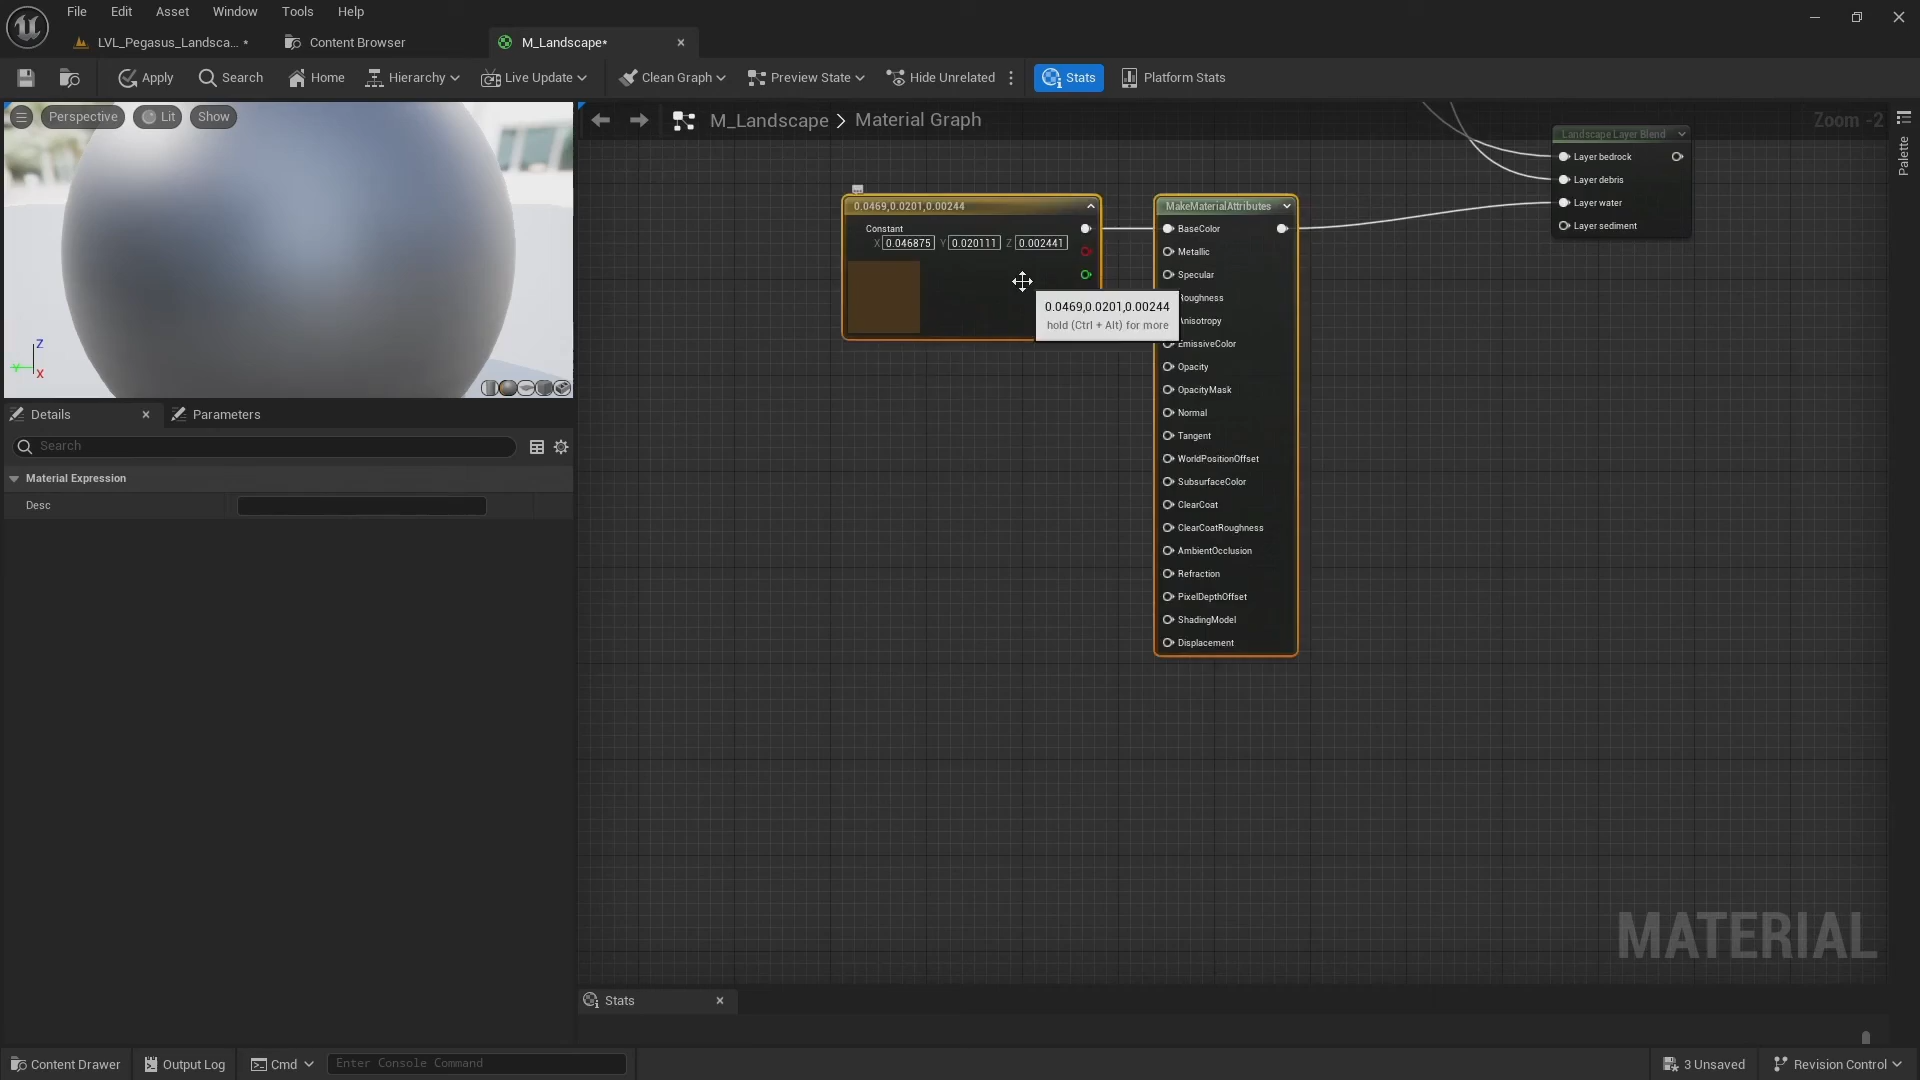 File Edit Asset Window Tools Help
LVL_Pegasus_Landsca... * Content Browser M_Landscape*
Apply Search Home Hierarchy Live Update Clean Graph Preview State Hide Unrelated Stats Platform Stats
Perspective Lit Show
M_Landscape > Material Graph
Zoom -2
Palette
Landscape Layer Blend
Layer bedrock
Layer debris
Layer water
Layer sediment
0.0469,0.0201,0.00244
Constant
X 0.046875 Y 0.020111 Z 0.002441
0.0469,0.0201,0.00244
hold (Ctrl + Alt) for more
MakeMaterialAttributes
BaseColor
Metallic
Specular
Roughness
Anisotropy
EmissiveColor
Opacity
OpacityMask
Normal
Tangent
WorldPositionOffset
SubsurfaceColor
ClearCoat
ClearCoatRoughness
AmbientOcclusion
Refraction
PixelDepthOffset
ShadingModel
Displacement
Z
Y
X
Details Parameters
Search
Material Expression
Desc
MATERIAL
Stats
Content Drawer Output Log Cmd Enter Console Command 3 Unsaved Revision Control